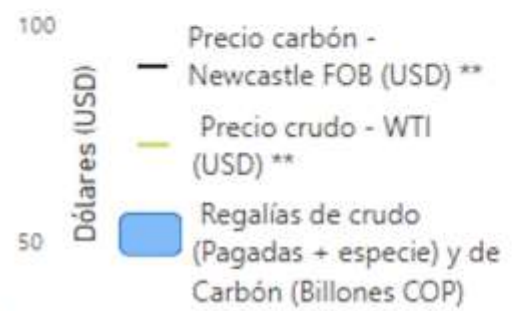 100
Dólares (USD)
50
Precio carbón -
Newcastle FOB (USD) **
Precio crudo - WTI
(USD) **
Regalías de crudo
(Pagadas + especie) y de
Carbón (Billones COP)